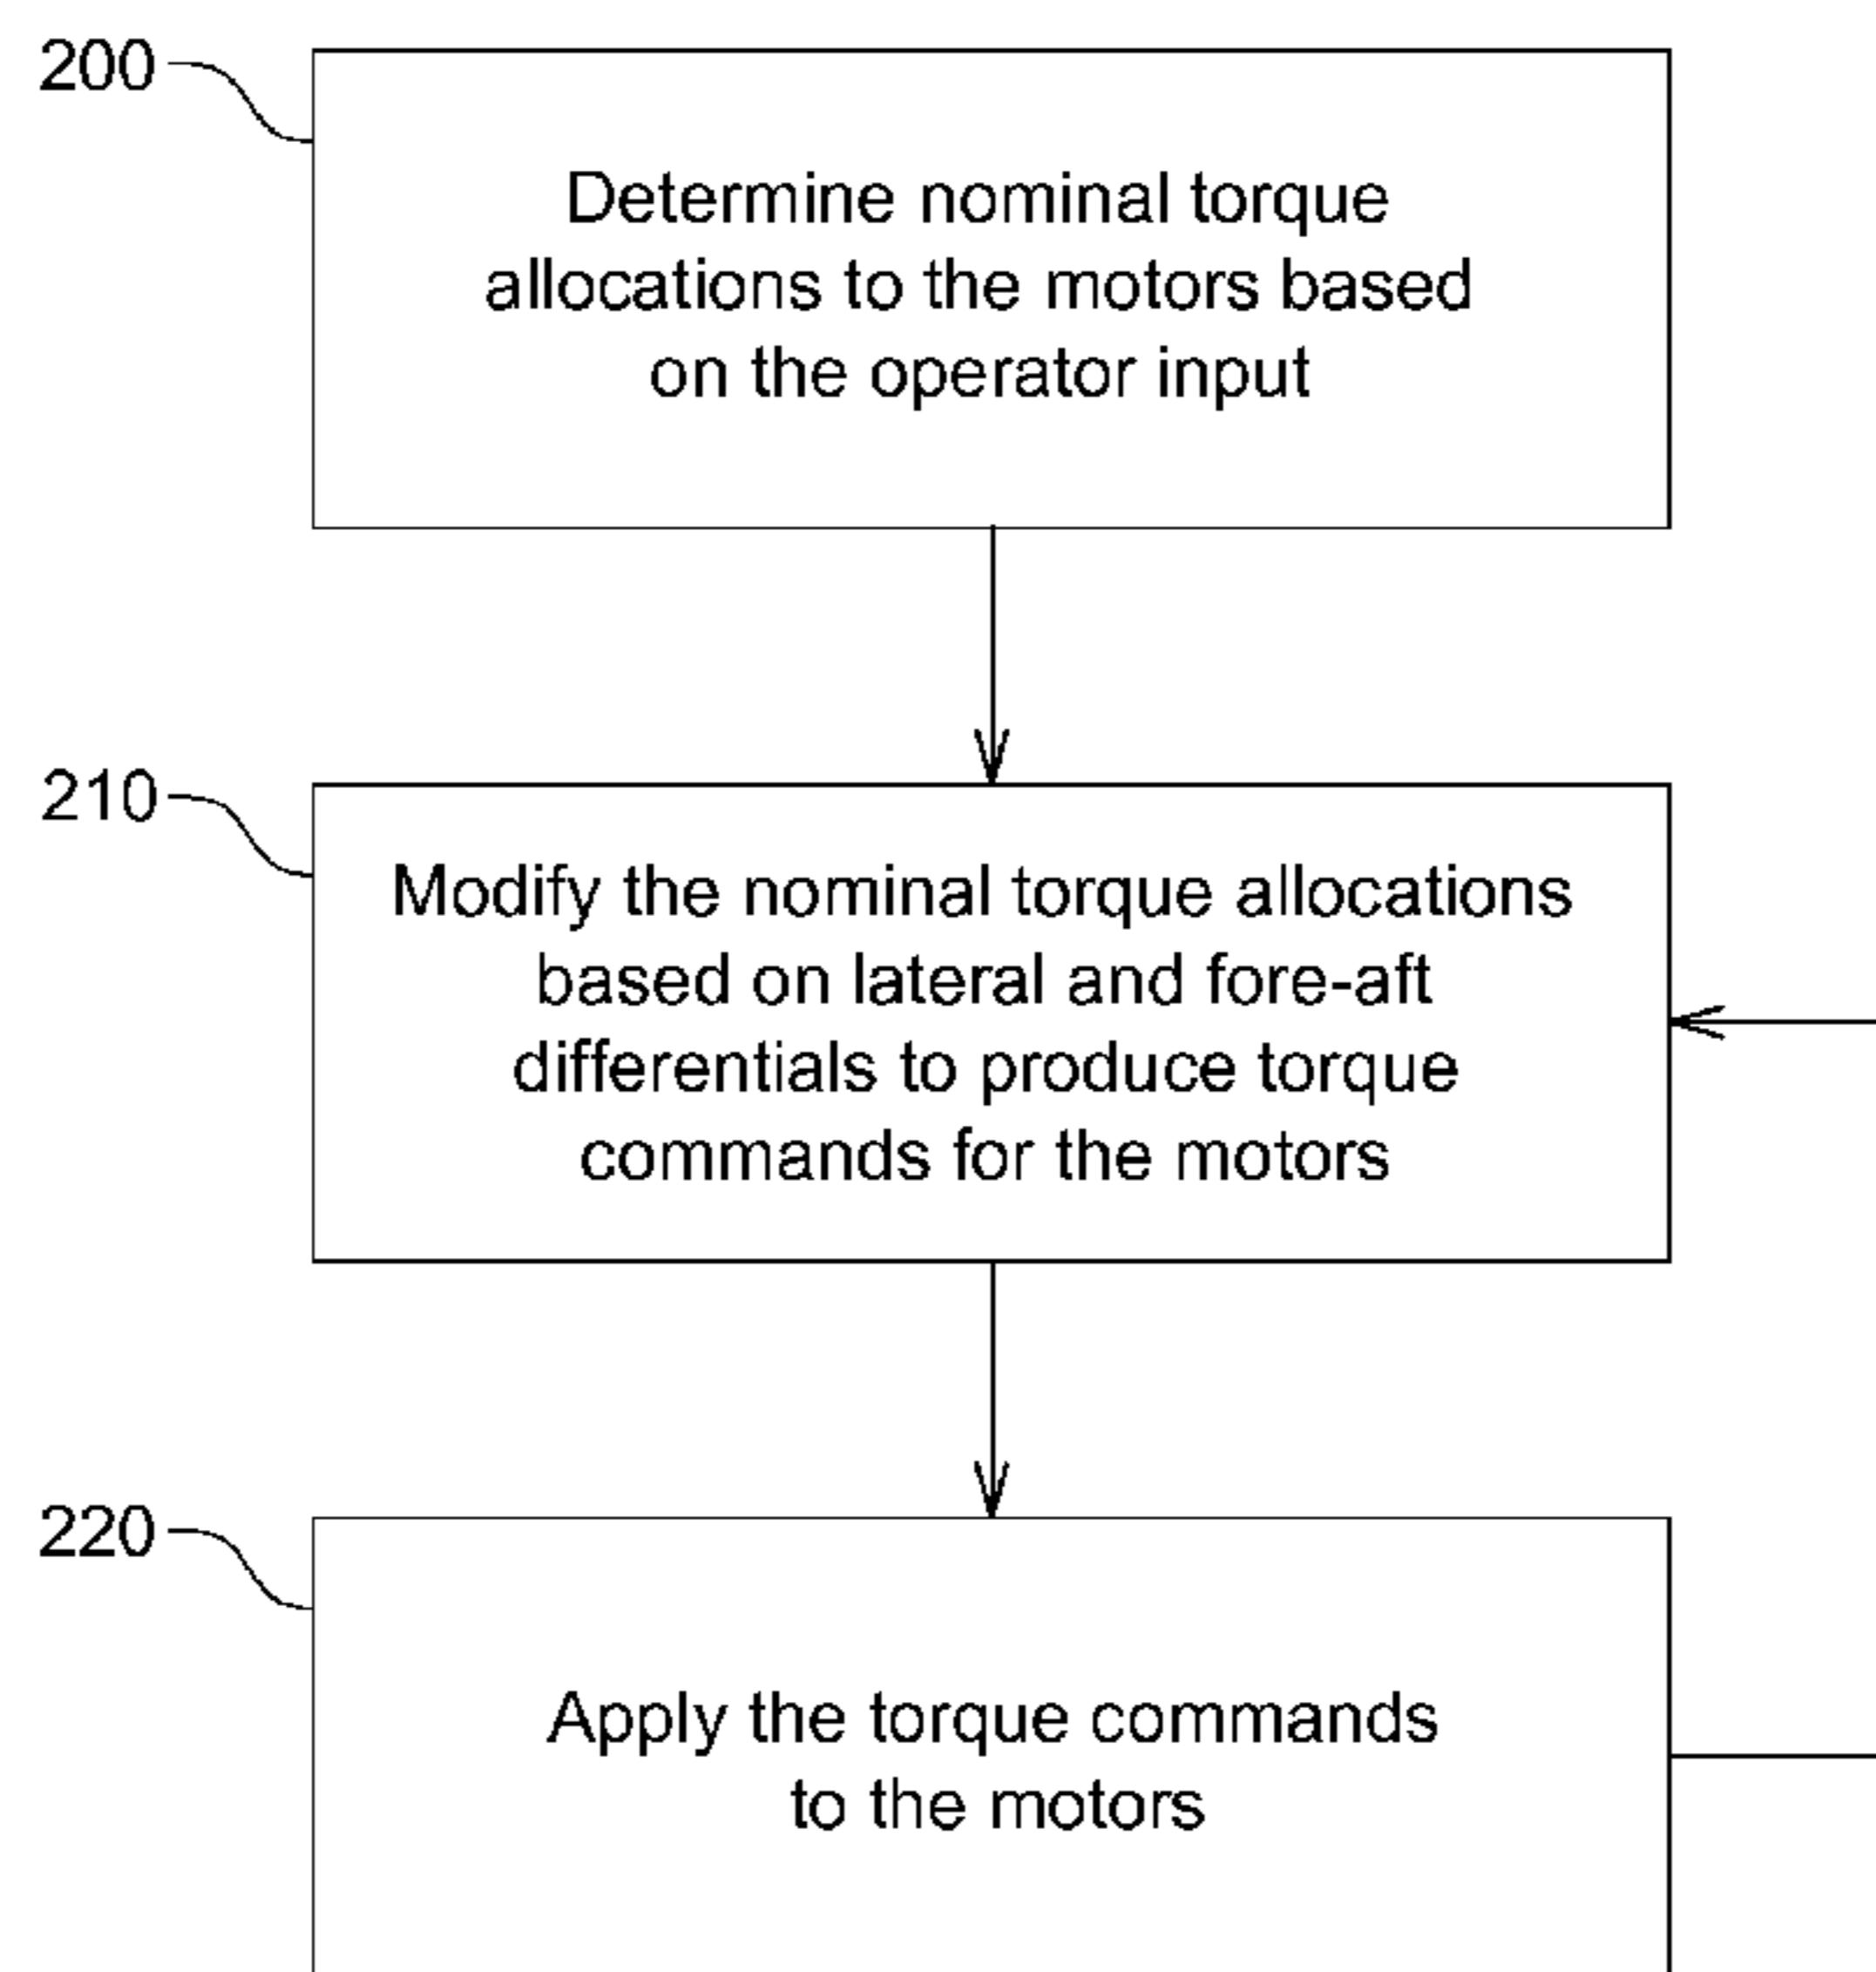 200
Determine nominal torque
allocations to the motors based
on the operator input
210
Modify the nominal torque allocations
based on lateral and fore-aft
differentials to produce torque
commands for the motors
220
Apply the torque commands
to the motors